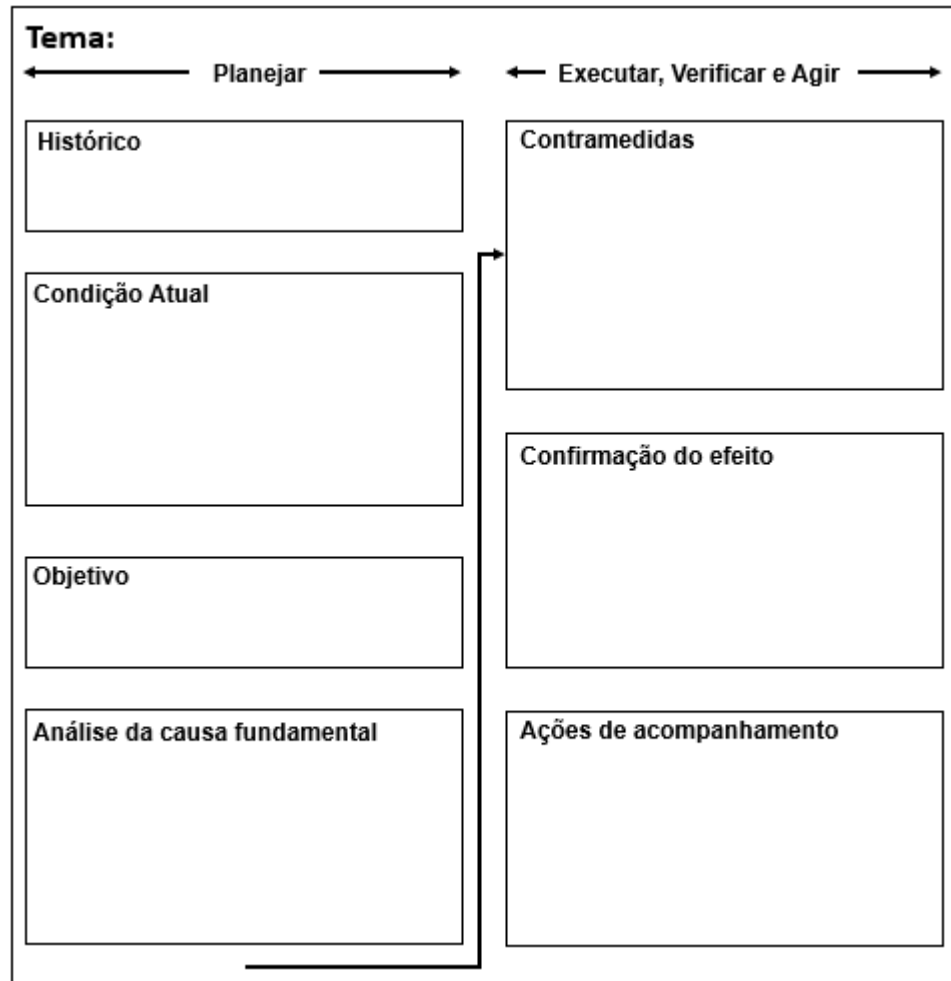 Tema:
Planejar
Histórico
Condição Atual
Objetivo
Análise da causa fundamental
Executar, Verificar e Agir
Contramedidas
Confirmação do efeito
Ações de acompanhamento